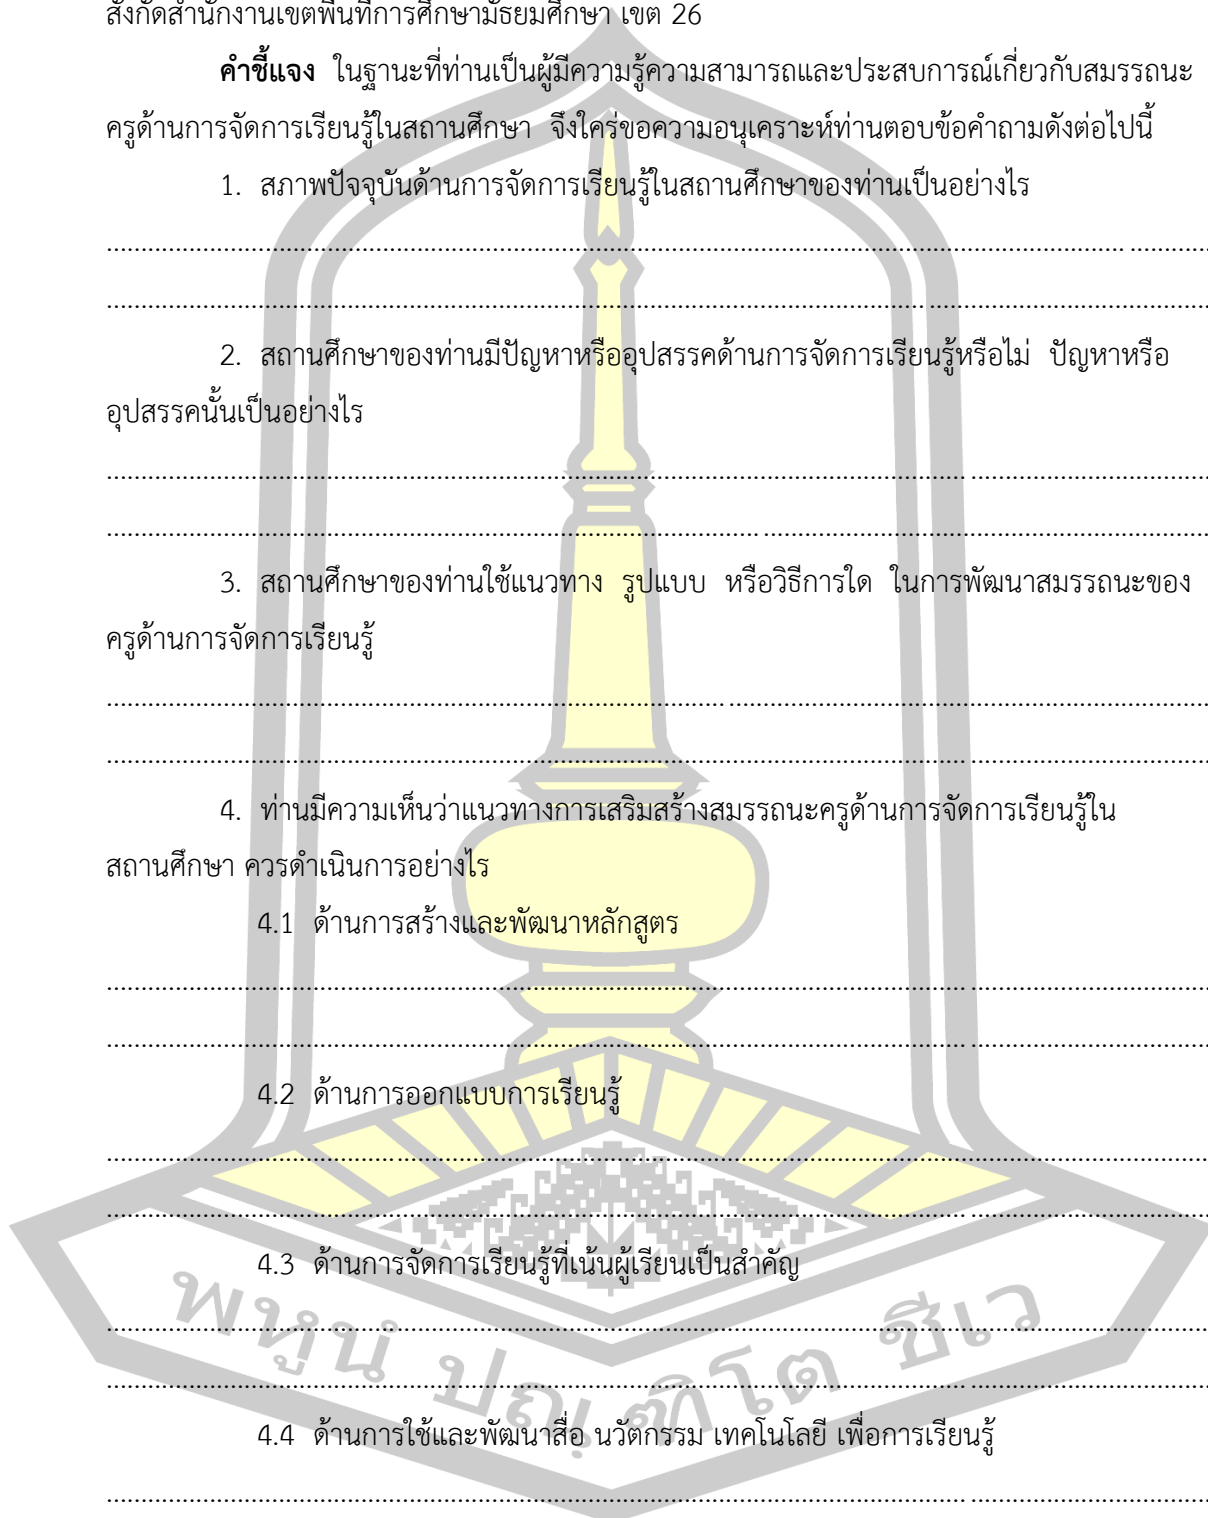 สังกัดสำนักงานเขตพื้นที่การศึกษามัธยมศึกษา เขต 26
คำชี้แจง ในฐานะที่ท่านเป็นผู้มีความรู้ความสามารถและประสบการณ์เกี่ยวกับสมรรถนะ
ครูด้านการจัดการเรียนรู้ในสถานศึกษา จึงใคร่ขอความอนุเคราะห์ท่านตอบข้อคำถามดังต่อไปนี้
1. สภาพปัจจุบันด้านการจัดการเรียนรู้ในสถานศึกษาของท่านเป็นอย่างไร
2. สถานศึกษาของท่านมีปัญหาหรืออุปสรรคด้านการจัดการเรียนรู้หรือไม่ ปัญหาหรือ
อุปสรรคนั้นเป็นอย่างไร
3. สถานศึกษาของท่านใช้แนวทาง รูปแบบ หรือวิธีการใด ในการพัฒนาสมรรถนะของ
ครูด้านการจัดการเรียนรู้
4. ท่านมีความเห็นว่าแนวทางการเสริมสร้างสมรรถนะครูด้านการจัดการเรียนรู้ใน
สถานศึกษา ควรดำเนินการอย่างไร
4.1 ด้านการสร้างและพัฒนาหลักสูตร
4.2 ด้านการออกแบบการเรียนรู้
4.3 ด้านการจัดการเรียนรู้ที่เน้นผู้เรียนเป็นสำคัญ
พหูนํ ปณฺฑิโต ชีเว
4.4 ด้านการใช้และพัฒนาสื่อ นวัตกรรม เทคโนโลยี เพื่อการเรียนรู้